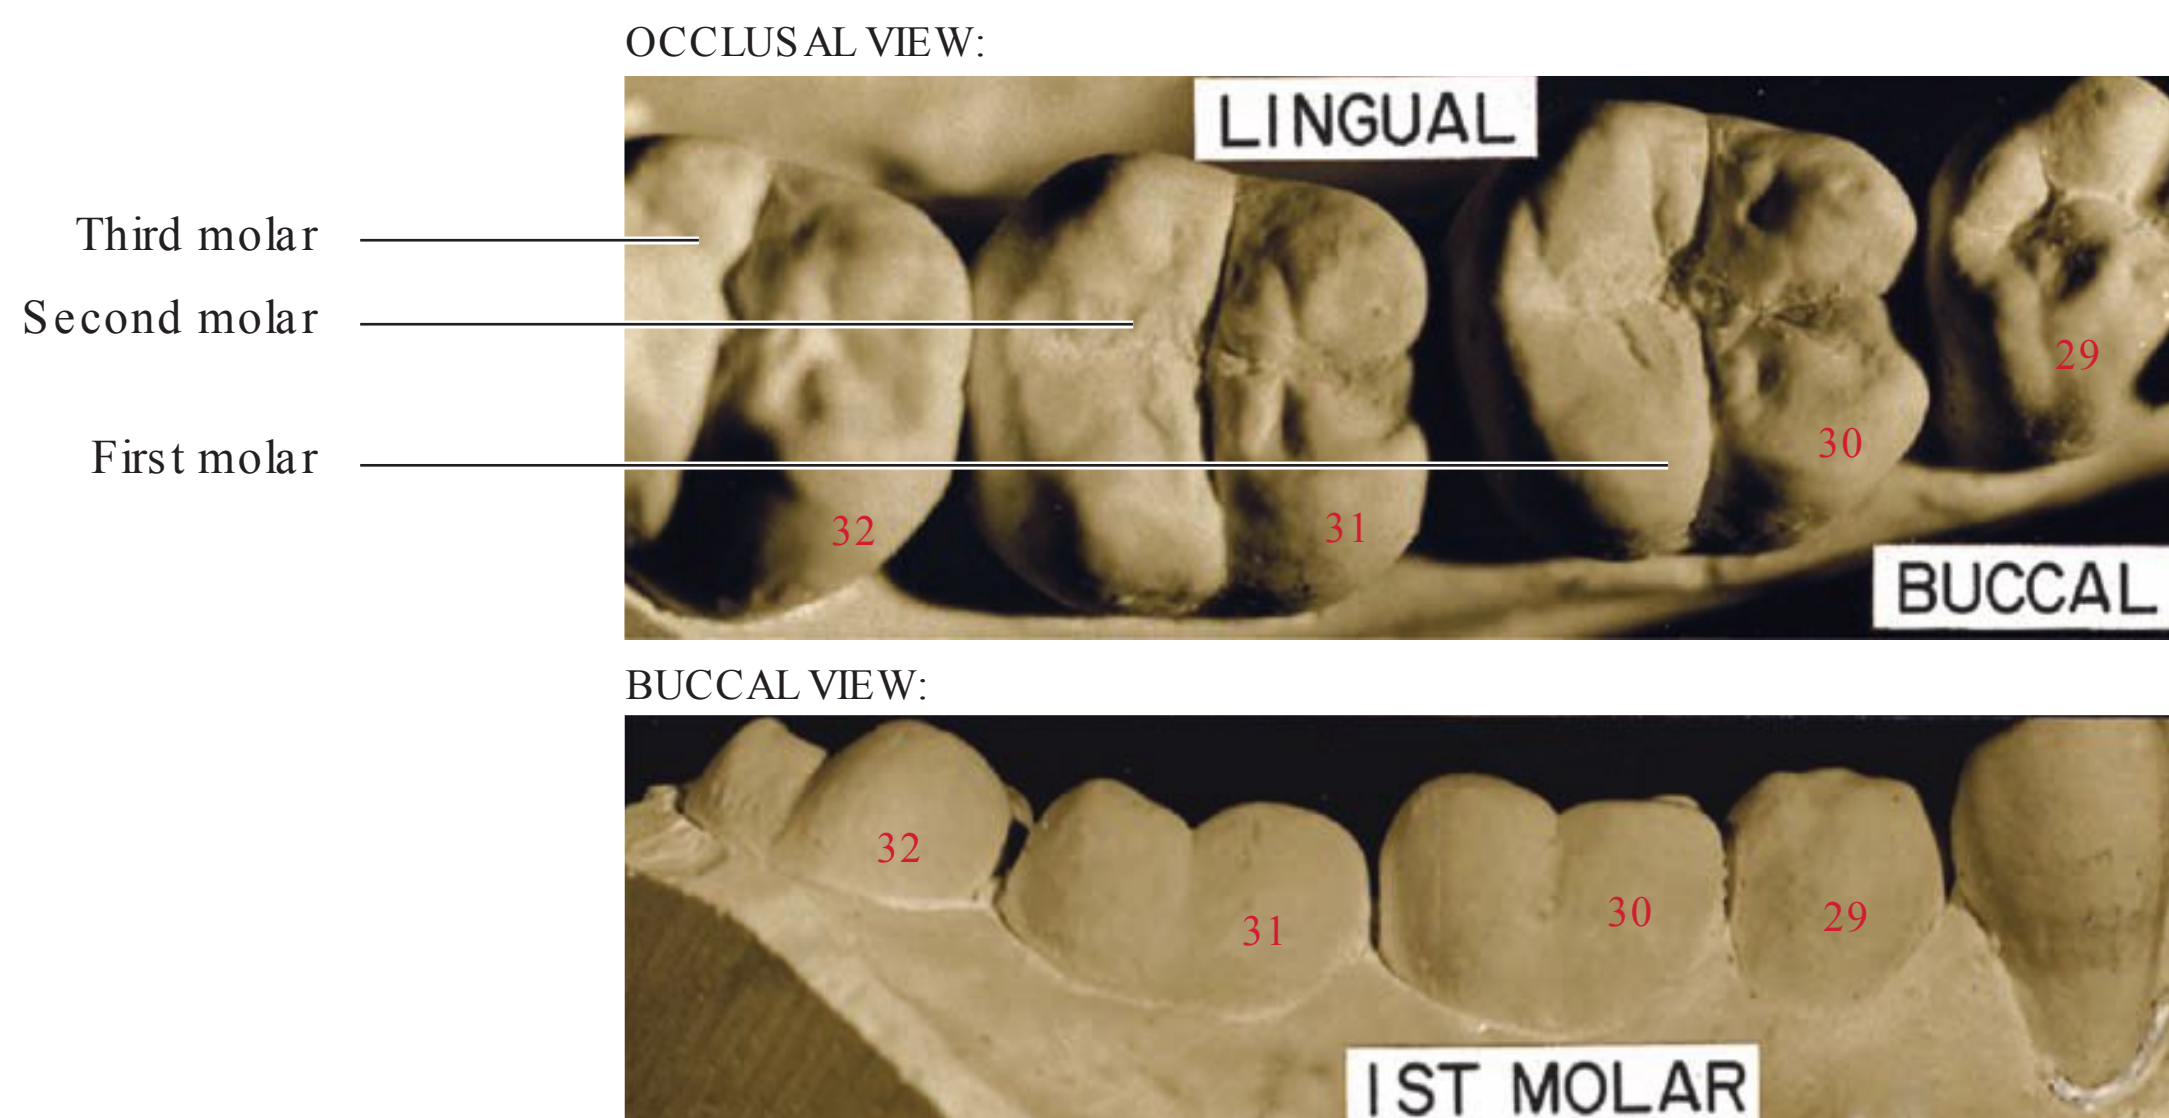 OCCLUSAL VIEW:
LINGUAL
Third molar
Second molar
First molar
29
30
31
32
BUCCAL
BUCCAL VIEW:
32
31
30
29
1ST MOLAR